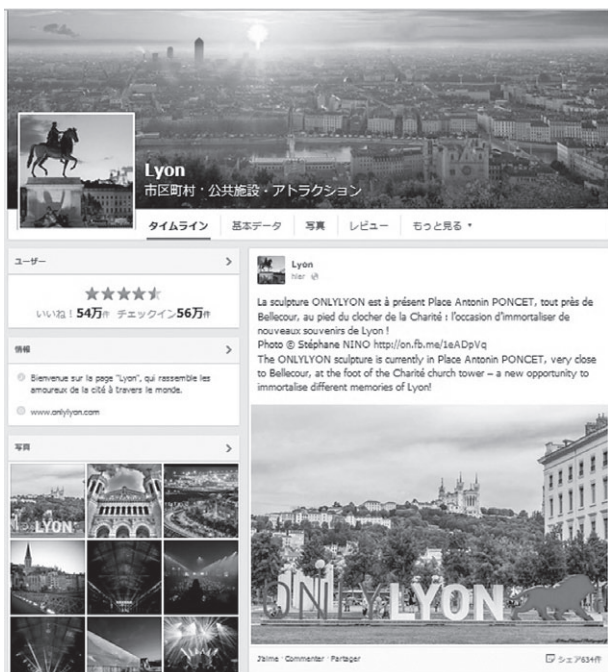 Lyon
市区町村・公共施設・アトラクション
タイムライン 基本データ 写真 レビュー もっと見る
ユーザー
いいね！54万件 チェックイン56万件
情報
Bienvenue sur la page "Lyon", qui rassemble les
amoureux de la cité à travers le monde.
www.onlylyon.com
写真
LYON
Lyon
hier
La sculpture ONLYLYON est à présent Place Antonin PONCET, tout près de
Bellecour, au pied du clocher de la Charité : l'occasion d'immortaliser de
nouveaux souvenirs de Lyon !
Photo © Stéphane NINO http://on.fb.me/1eADpVq
The ONLYLYON sculpture is currently in Place Antonin PONCET, very close
to Bellecour, at the foot of the Charité church tower – a new opportunity to
immortalise different memories of Lyon!
ONLYLYON
J'aime · Commenter · Partager
シェア634件